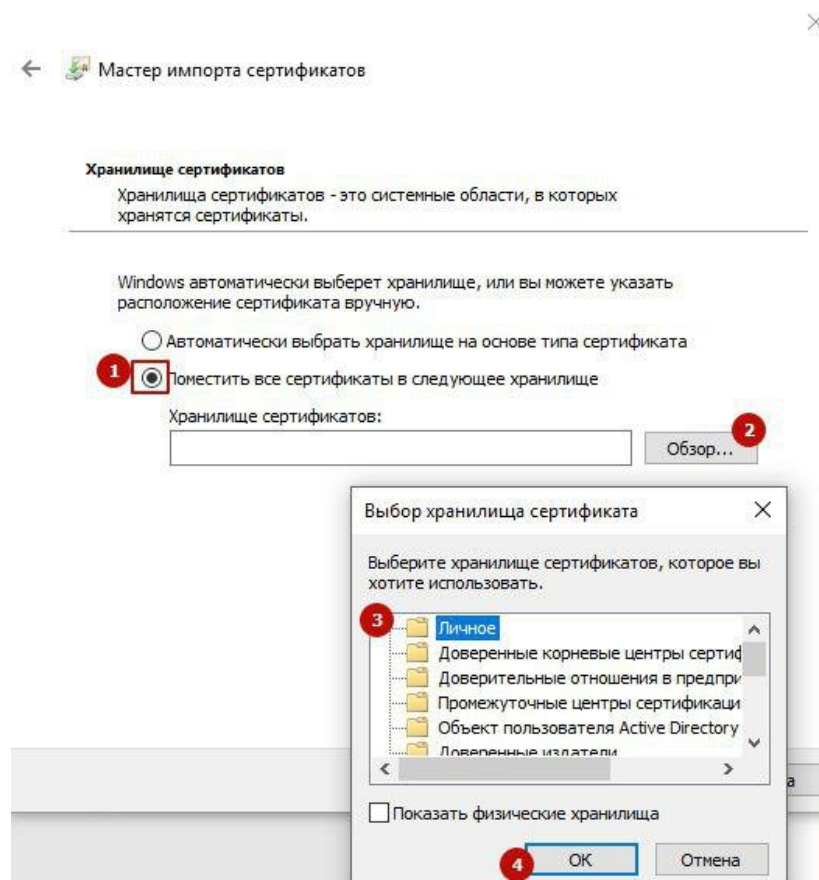 Мастер импорта сертификатов
Хранилище сертификатов
Хранилища сертификатов - это системные области, в которых
хранятся сертификаты.
Windows автоматически выберет хранилище, или вы можете указать
расположение сертификата вручную.
Автоматически выбрать хранилище на основе типа сертификата
1
Поместить все сертификаты в следующее хранилище
Хранилище сертификатов:
2
Обзор...
Выбор хранилища сертификата
Выберите хранилище сертификатов, которое вы
хотите использовать.
3
Личное
Доверенные корневые центры сертиф
Доверительные отношения в предпри
Промежуточные центры сертификаци
Объект пользователя Active Directory
Доверенные издатели
а
Показать физические хранилища
4
ОК
Отмена